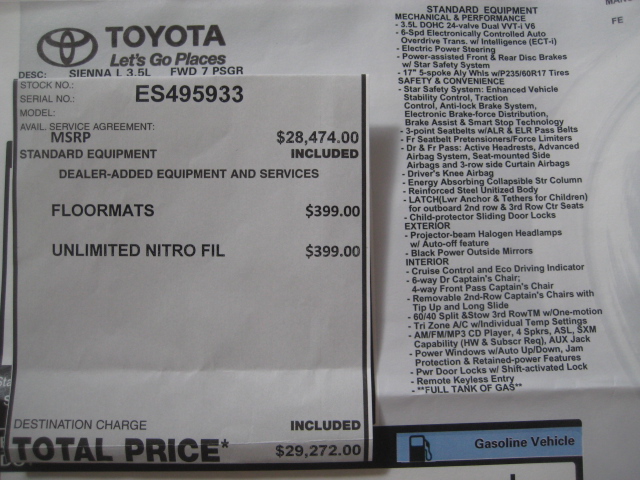 TOYOTA
Let's Go Places
DESC: SIENNA L 3.5L FWD 7 PSGR
STOCK NO.:
SERIAL NO.: ES495933
MODEL:
AVAIL. SERVICE AGREEMENT:
MSRP $28,474.00
STANDARD EQUIPMENT INCLUDED
DEALER-ADDED EQUIPMENT AND SERVICES
FLOORMATS $399.00
UNLIMITED NITRO FIL $399.00
DESTINATION CHARGE INCLUDED
TOTAL PRICE* $29,272.00
STANDARD EQUIPMENT
MECHANICAL & PERFORMANCE
- 3.5L DOHC 24-valve Dual VVT-i V6
- 6-Spd Electronically Controlled Auto
Overdrive Trans. w/ Intelligence (ECT-i)
- Electric Power Steering
- Power-assisted Front & Rear Disc Brakes
w/ Star Safety System
- 17" 5-spoke Aly Whls w/P235/60R17 Tires
SAFETY & CONVENIENCE
- Star Safety System: Enhanced Vehicle
Stability Control, Traction
Control, Anti-lock Brake System,
Electronic Brake-force Distribution,
Brake Assist & Smart Stop Technology
- 3-point Seatbelts w/ALR & ELR Pass Belts
- Fr Seatbelt Pretensioners/Force Limiters
- Dr & Fr Pass: Active Headrests, Advanced
Airbag System, Seat-mounted Side
Airbags and 3-row Side Curtain Airbags
- Driver's Knee Airbag
- Energy Absorbing Collapsible Str Column
- Reinforced Steel Unitized Body
- LATCH(Lwr Anchor & Tethers for Children)
for outboard 2nd row & 3rd Row Ctr Seats
- Child-protector Sliding Door Locks
EXTERIOR
- Projector-beam Halogen Headlamps
w/ Auto-off feature
- Black Power Outside Mirrors
INTERIOR
- Cruise Control and Eco Driving Indicator
- 6-way Dr Captain's Chair;
4-way Front Pass Captain's Chair
- Removable 2nd-Row Captain's Chairs with
Tip Up and Long Slide
- 60/40 Split &Stow 3rd RowTM w/One-motion
- Tri Zone A/C w/Individual Temp Settings
- AM/FM/MP3 CD Player, 4 Spkrs, ASL, SXM
Capability (HW & Subscr Req), AUX Jack
- Power Windows w/Auto Up/Down, Jam
Protection & Retained-power Features
- Pwr Door Locks w/ Shift-activated Lock
- Remote Keyless Entry
- **FULL TANK OF GAS**
FE
Gasoline Vehicle